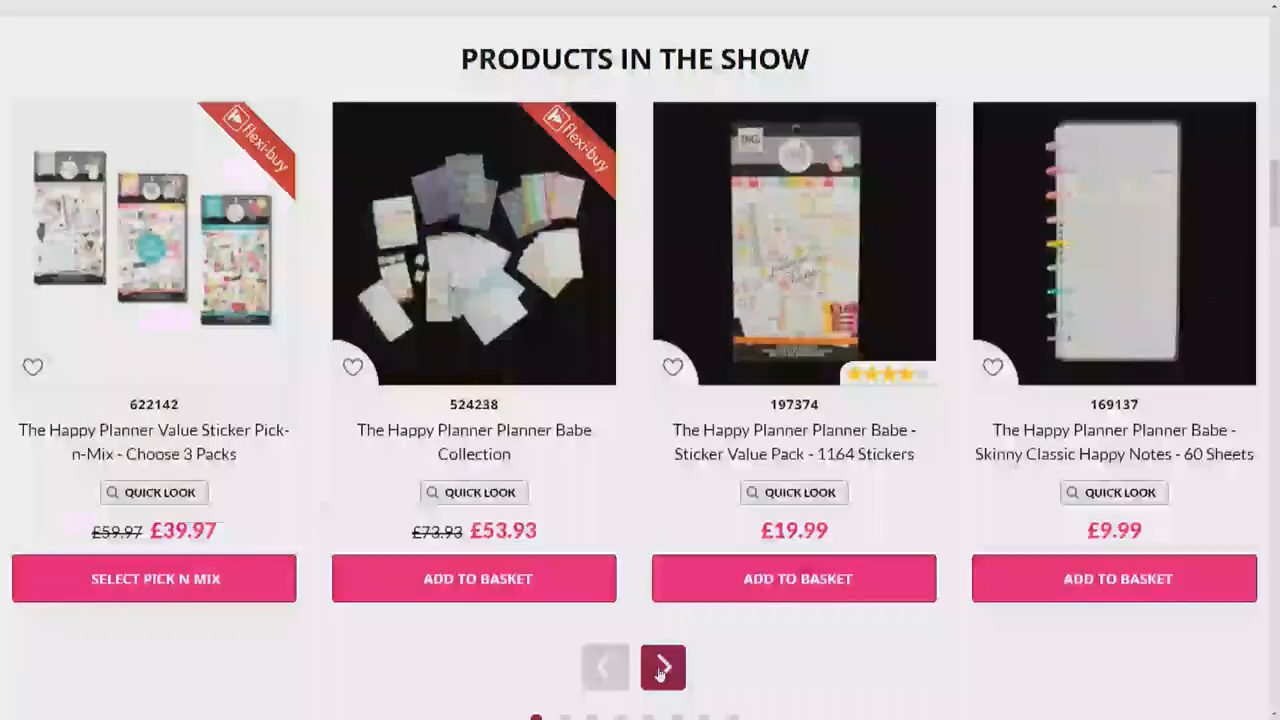 PRODUCTS IN THE SHOW
flexi-buy
flexi-buy
622142
The Happy Planner Value Sticker Pick-
n-Mix - Choose 3 Packs
QUICK LOOK
£59.97 £39.97
SELECT PICK N MIX
524238
The Happy Planner Planner Babe
Collection
QUICK LOOK
£73.93 £53.93
ADD TO BASKET
197374
The Happy Planner Planner Babe -
Sticker Value Pack - 1164 Stickers
QUICK LOOK
£19.99
ADD TO BASKET
169137
The Happy Planner Planner Babe -
Skinny Classic Happy Notes - 60 Sheets
QUICK LOOK
£9.99
ADD TO BASKET